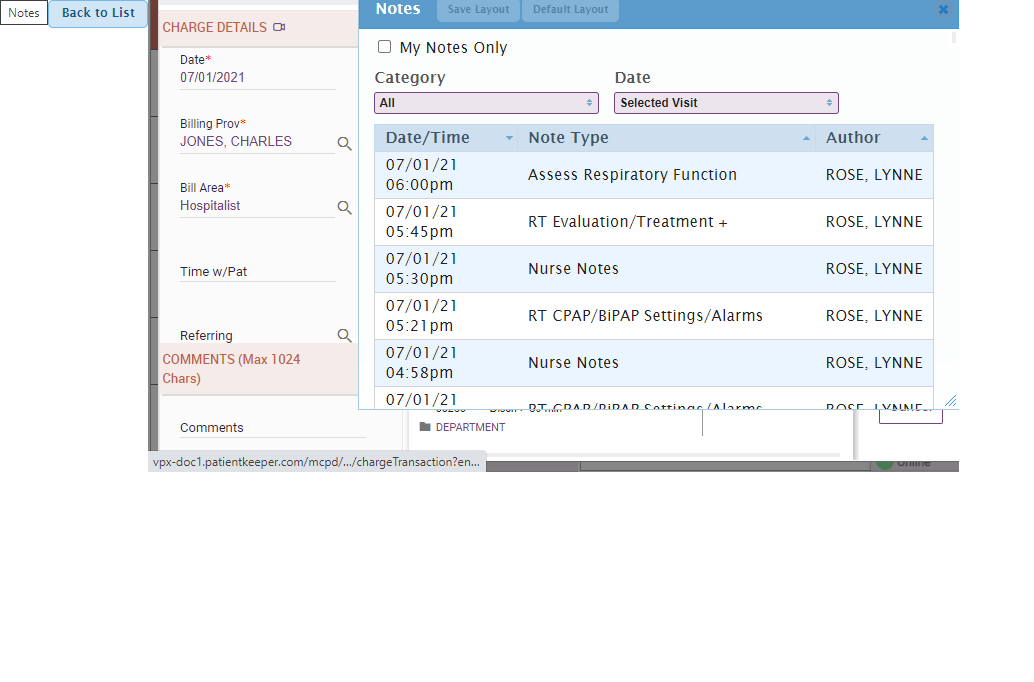 Notes
Back to List
CHARGE DETAILS
Date*
07/01/2021
Billing Prov*
JONES, CHARLES
Bill Area*
Hospitalist
Time w/Pat
Referring
COMMENTS (Max 1024
Chars)
Comments
Notes
Save Layout
Default Layout
My Notes Only
Category
Date
All
Selected Visit
Date/Time
Note Type
Author
07/01/21
06:00pm
Assess Respiratory Function
ROSE, LYNNE
07/01/21
05:45pm
RT Evaluation/Treatment +
ROSE, LYNNE
07/01/21
05:30pm
Nurse Notes
ROSE, LYNNE
07/01/21
05:21pm
RT CPAP/BiPAP Settings/Alarms
ROSE, LYNNE
07/01/21
04:58pm
Nurse Notes
ROSE, LYNNE
07/01/21
RT CPAP/BiPAP Settings/Alarms
ROSE, LYNNE
DEPARTMENT
vpx-doc1.patientkeeper.com/mcpd/.../chargeTransaction?en...
Online